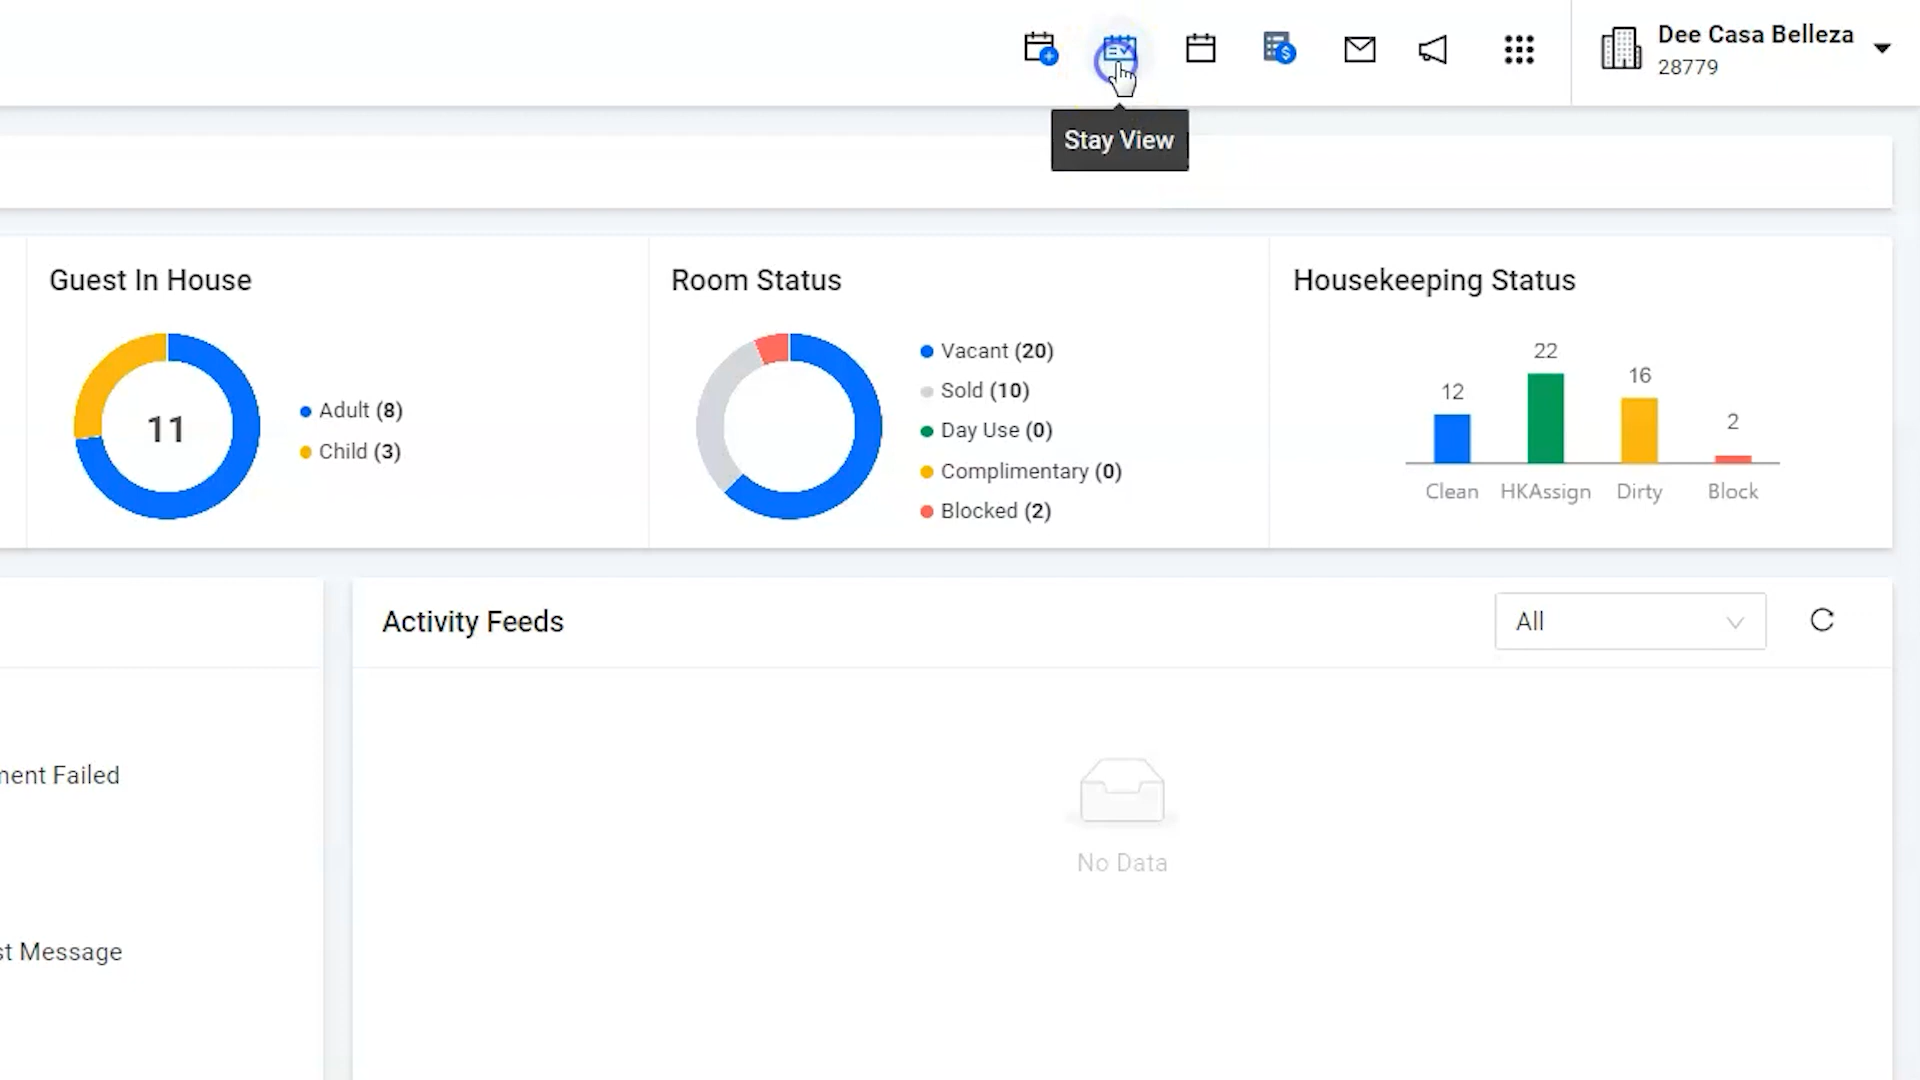 Dee Casa Belleza
28779
Stay View
Guest In House
11
Adult (8)
Child (3)
Room Status
Vacant (20)
Sold (10)
Day Use (0)
Complimentary (0)
Blocked (2)
Housekeeping Status
12
22
16
2
Clean
HKAssign
Dirty
Block
Activity Feeds
All
ment Failed
st Message
No Data